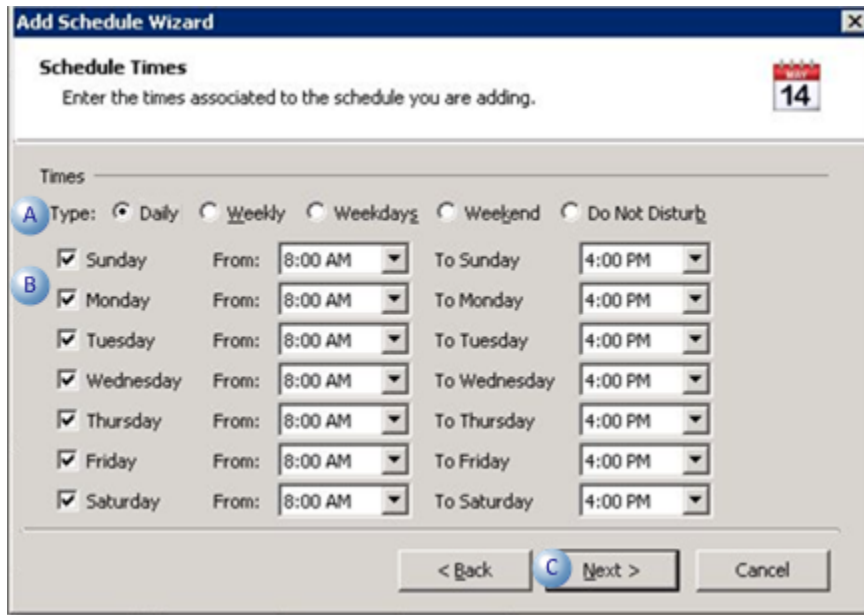 Add Schedule Wizard
Schedule Times
Enter the times associated to the schedule you are adding.
MAY
14
Times
A Type: Daily Weekly Weekdays Weekend Do Not Disturb
Sunday From: 8:00 AM To Sunday 4:00 PM
B
Monday From: 8:00 AM To Monday 4:00 PM
Tuesday From: 8:00 AM To Tuesday 4:00 PM
Wednesday From: 8:00 AM To Wednesday 4:00 PM
Thursday From: 8:00 AM To Thursday 4:00 PM
Friday From: 8:00 AM To Friday 4:00 PM
Saturday From: 8:00 AM To Saturday 4:00 PM
< Back C Next > Cancel